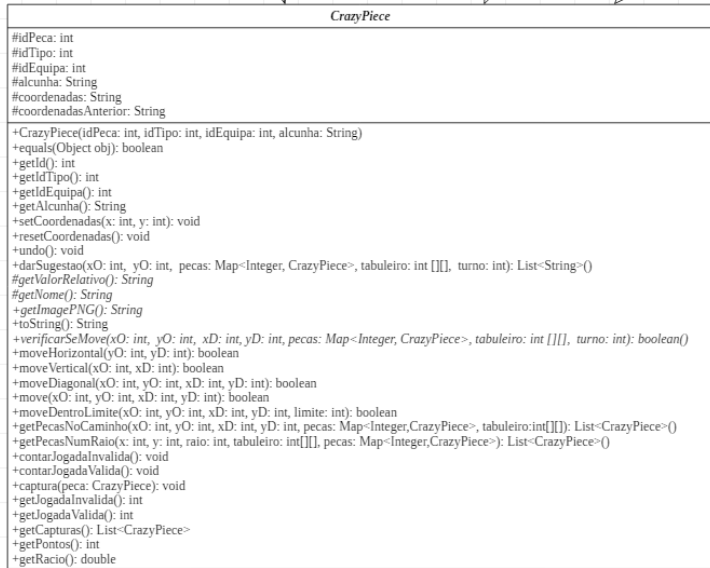 CrazyPiece
#idPeca: int
#idTipo: int
#idEquipa: int
#alcunha: String
#coordenadas: String
#coordenadasAnterior: String
+CrazyPiece(idPeca: int, idTipo: int, idEquipa: int, alcunha: String)
+equals(Object obj): boolean
+getId(): int
+getIdTipo(): int
+getIdEquipa(): int
+getAlcunha(): String
+setCoordenadas(x: int, y: int): void
+resetCoordenadas(): void
+undo(): void
+darSugestao(xO: int, yO: int, pecas: Map<Integer, CrazyPiece>, tabuleiro: int [][], turno: int): List<String>()
#getValorRelativo(): String
#getNome(): String
+getImagePNG(): String
+toString(): String
+verificarSeMove(xO: int, yO: int, xD: int, yD: int, pecas: Map<Integer, CrazyPiece>, tabuleiro: int [][], turno: int): boolean()
+moveHorizontal(yO: int, yD: int): boolean
+moveVertical(xO: int, xD: int): boolean
+moveDiagonal(xO: int, yO: int, xD: int, yD: int): boolean
+move(xO: int, yO: int, xD: int, yD: int): boolean
+moveDentroLimite(xO: int, yO: int, xD: int, yD: int, limite: int): boolean
+getPecasNoCaminho(xO: int, yO: int, xD: int, yD: int, pecas: Map<Integer,CrazyPiece>, tabuleiro:int[][]): List<CrazyPiece>()
+getPecasNumRaio(x: int, y: int, raio: int, tabuleiro: int[][], pecas: Map<Integer,CrazyPiece>): List<CrazyPiece>()
+contarJogadaInvalida(): void
+contarJogadaValida(): void
+captura(peca: CrazyPiece): void
+getJogadaInvalida(): int
+getJogadaValida(): int
+getCapturas(): List<CrazyPiece>
+getPontos(): int
+getRacio(): double